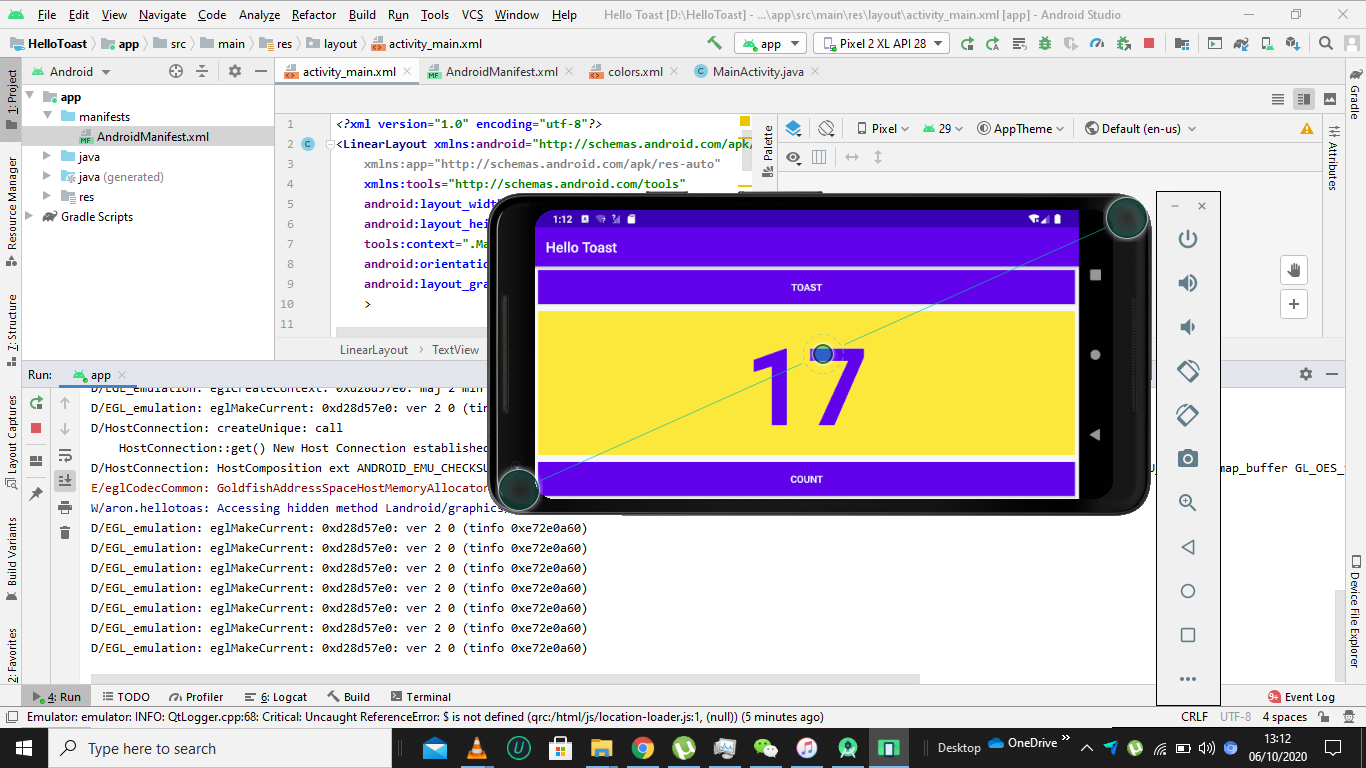 File Edit View Navigate Code Analyze Refactor Build Run Tools VCS Window Help Hello Toast [D:\HelloToast] - ...\app\src\main\res\layout\activity_main.xml [app] - Android Studio
HelloToast app src main res layout activity_main.xml app Pixel 2 XL API 28
1: Project
Resource Manager
7: Structure
Layout Captures
Build Variants
2: Favorites
Android
app
manifests
AndroidManifest.xml
java
java (generated)
res
Gradle Scripts
activity_main.xml AndroidManifest.xml colors.xml MainActivity.java
1 <?xml version="1.0" encoding="utf-8"?>
2 <LinearLayout xmlns:android="http://schemas.android.com/apk/
3 xmlns:app="http://schemas.android.com/apk/res-auto"
4 xmlns:tools="http://schemas.android.com/tools"
5 android:layout_widt
6 android:layout_hei
7 tools:context=".Ma
8 android:orientatio
9 android:layout_gra
10 >
11
LinearLayout TextView
Palette
Pixel 29 AppTheme Default (en-us)
Gradle
Attributes
Device File Explorer
1:12
Hello Toast
TOAST
17
COUNT
Run: app
D/EGL_emulation: eglCreateContext: 0xd28d57e0: maj 2 min
D/EGL_emulation: eglMakeCurrent: 0xd28d57e0: ver 2 0 (tin
D/HostConnection: createUnique: call
HostConnection::get() New Host Connection established
D/HostConnection: HostComposition ext ANDROID_EMU_CHECKSU map_buffer GL_OES_
E/eglCodecCommon: GoldfishAddressSpaceHostMemoryAllocator
W/aron.hellotoas: Accessing hidden method Landroid/graphics
D/EGL_emulation: eglMakeCurrent: 0xd28d57e0: ver 2 0 (tinfo 0xe72e0a60)
D/EGL_emulation: eglMakeCurrent: 0xd28d57e0: ver 2 0 (tinfo 0xe72e0a60)
D/EGL_emulation: eglMakeCurrent: 0xd28d57e0: ver 2 0 (tinfo 0xe72e0a60)
D/EGL_emulation: eglMakeCurrent: 0xd28d57e0: ver 2 0 (tinfo 0xe72e0a60)
D/EGL_emulation: eglMakeCurrent: 0xd28d57e0: ver 2 0 (tinfo 0xe72e0a60)
D/EGL_emulation: eglMakeCurrent: 0xd28d57e0: ver 2 0 (tinfo 0xe72e0a60)
D/EGL_emulation: eglMakeCurrent: 0xd28d57e0: ver 2 0 (tinfo 0xe72e0a60)
4: Run TODO Profiler 6: Logcat Build Terminal 9+ Event Log
Emulator: emulator: INFO: QtLogger.cpp:68: Critical: Uncaught ReferenceError: $ is not defined (qrc:/html/js/location-loader.js:1, (null)) (5 minutes ago) CRLF UTF-8 4 spaces
Type here to search Desktop OneDrive 13:12
06/10/2020